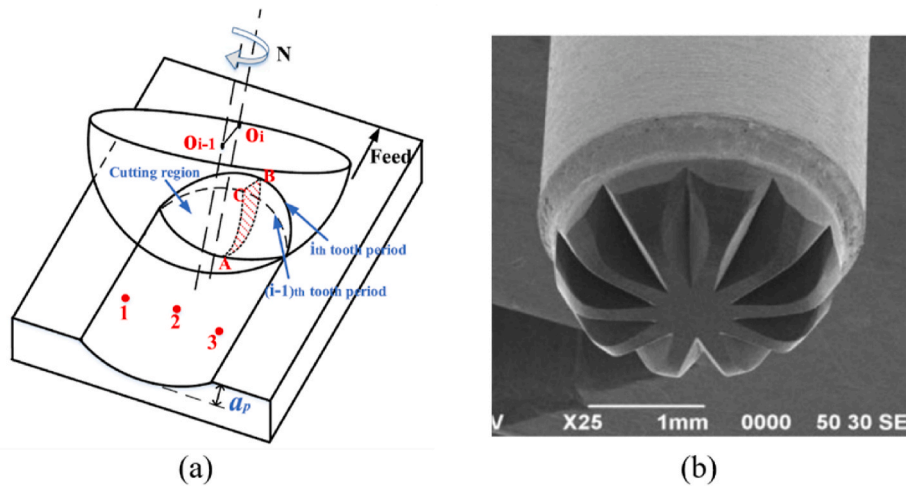 N
Oi-1
Oi
Feed
Cutting region
B
C
ith tooth period
A
(i-1)th tooth period
1
2
3
ap
V X25 1mm 0000 50 30 SE
(a)
(b)